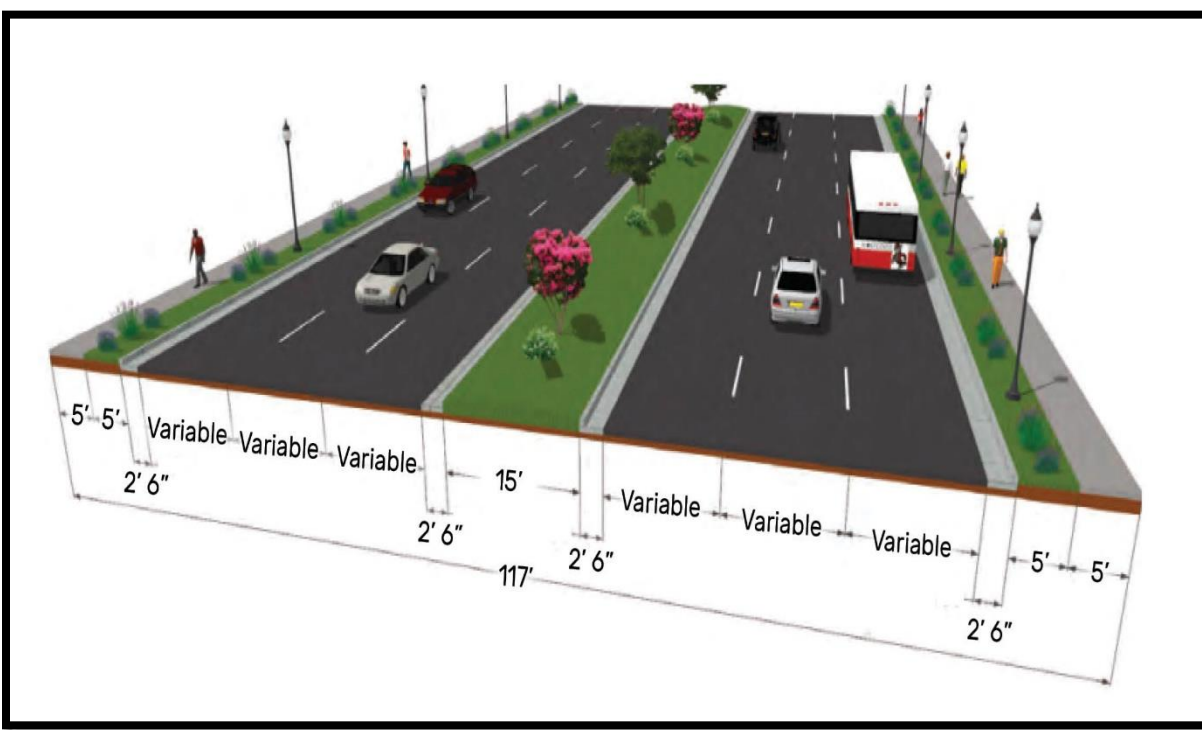 5’ 5’ Variable Variable Variable
2’ 6” 15’ Variable Variable Variable 5’ 5’
2’ 6” 2’ 6”
117’
2’ 6”